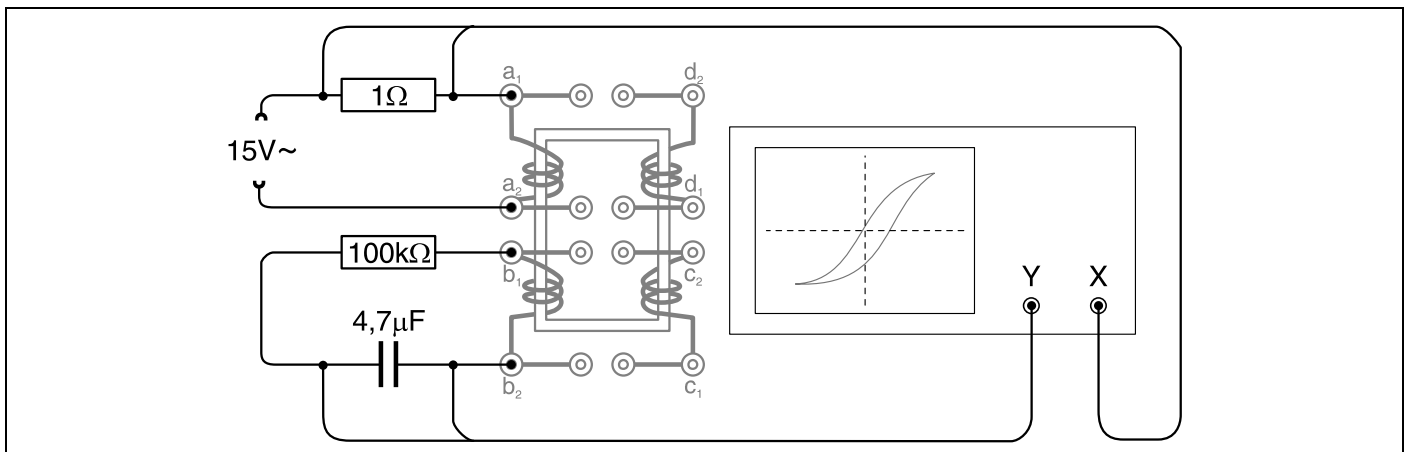 a₁
d₂
1Ω
15V~
a₂
d₁
100kΩ
b₁
c₂
Y
X
4,7µF
b₂
c₁